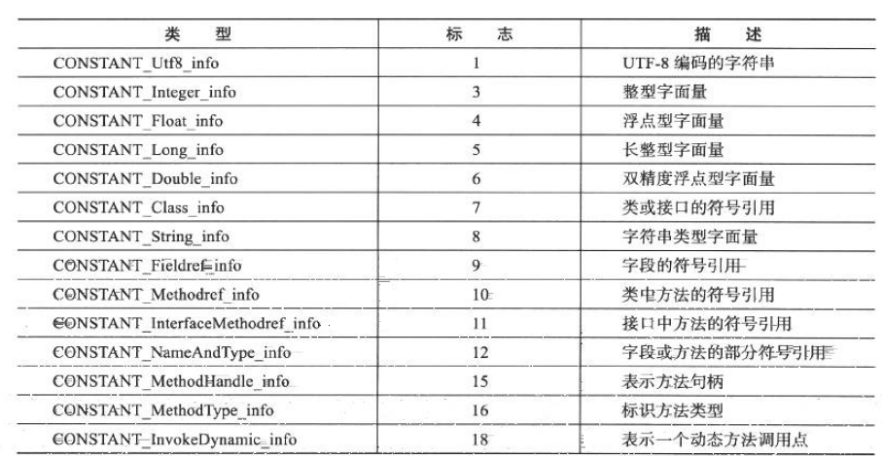 类 型 标 志 描 述
CONSTANT_Utf8_info 1 UTF-8 编码的字符串
CONSTANT_Integer_info 3 整型字面量
CONSTANT_Float_info 4 浮点型字面量
CONSTANT_Long_info 5 长整型字面量
CONSTANT_Double_info 6 双精度浮点型字面量
CONSTANT_Class_info 7 类或接口的符号引用
CONSTANT_String_info 8 字符串类型字面量
CONSTANT_Fieldref_info 9 字段的符号引用
CONSTANT_Methodref_info 10 类中方法的符号引用
CONSTANT_InterfaceMethodref_info 11 接口中方法的符号引用
CONSTANT_NameAndType_info 12 字段或方法的部分符号引用
CONSTANT_MethodHandle_info 15 表示方法句柄
CONSTANT_MethodType_info 16 标识方法类型
CONSTANT_InvokeDynamic_info 18 表示一个动态方法调用点